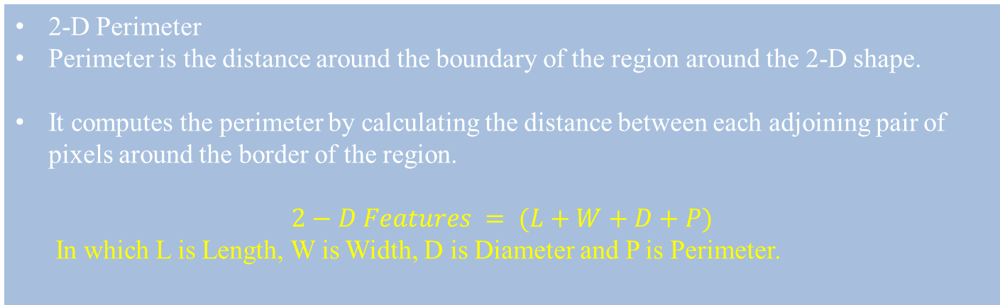 • 2-D Perimeter
• Perimeter is the distance around the boundary of the region around the 2-D shape.
• It computes the perimeter by calculating the distance between each adjoining pair of
pixels around the border of the region.
2 − D Features = (L + W + D + P)
In which L is Length, W is Width, D is Diameter and P is Perimeter.